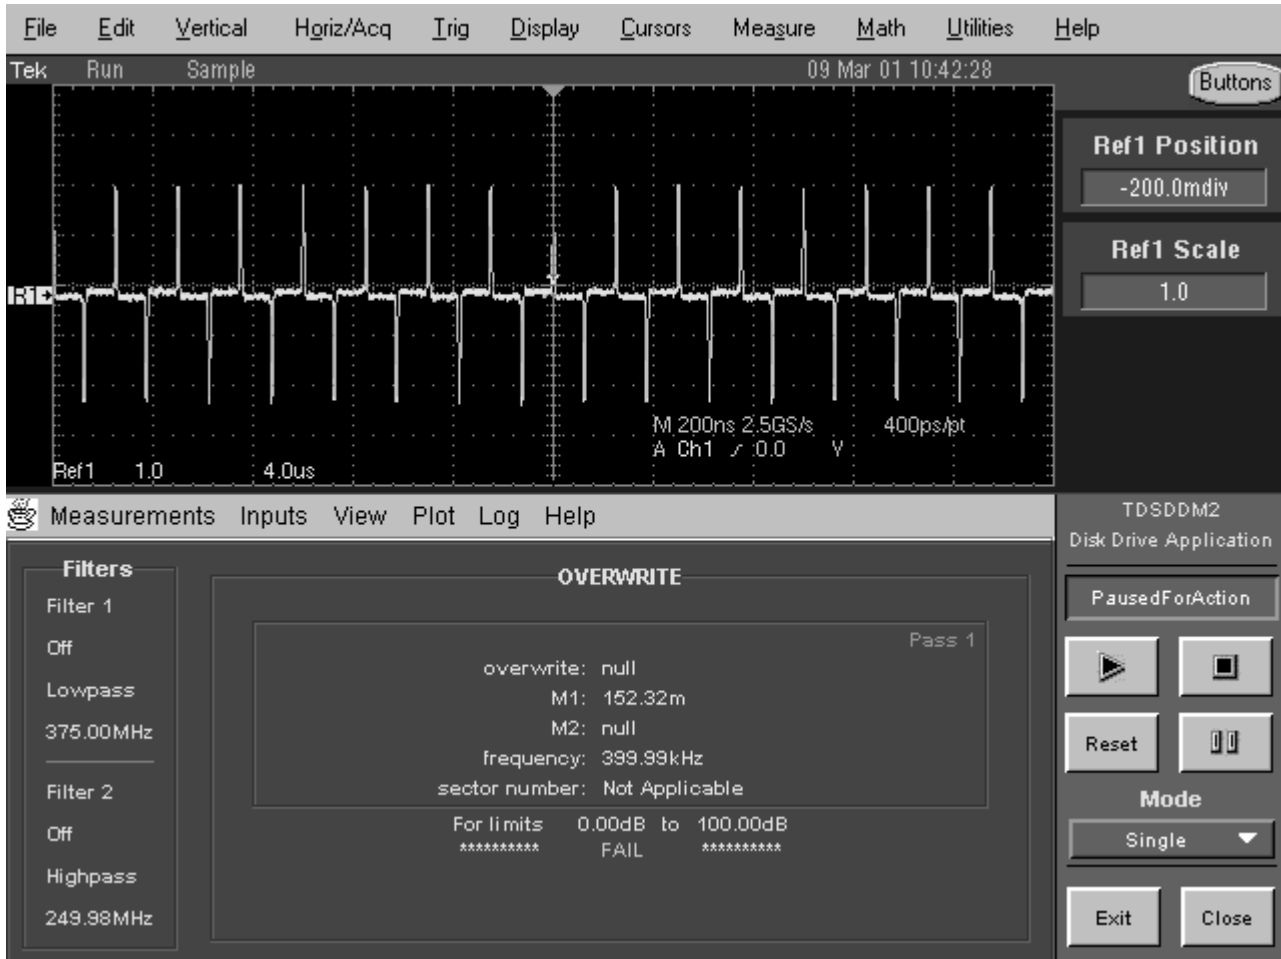 File Edit Vertical Horiz/Acq Trig Display Cursors Measure Math Utilities Help
Tek Run Sample 09 Mar 01 10:42:28
Buttons
Ref1 Position
-200.0mdiv
Ref1 Scale
1.0
R1
M 200ns 2.5GS/s 400ps/pt
A Ch1 / 0.0 V
Ref1 1.0 4.0us
Measurements Inputs View Plot Log Help
TDSDDM2
Disk Drive Application
Filters
Filter 1
Off
Lowpass
375.00MHz
Filter 2
Off
Highpass
249.98MHz
OVERWRITE
Pass 1
overwrite: null
M1: 152.32m
M2: null
frequency: 399.99kHz
sector number: Not Applicable
For limits 0.00dB to 100.00dB
********** FAIL **********
PausedForAction
Reset
Mode
Single
Exit Close